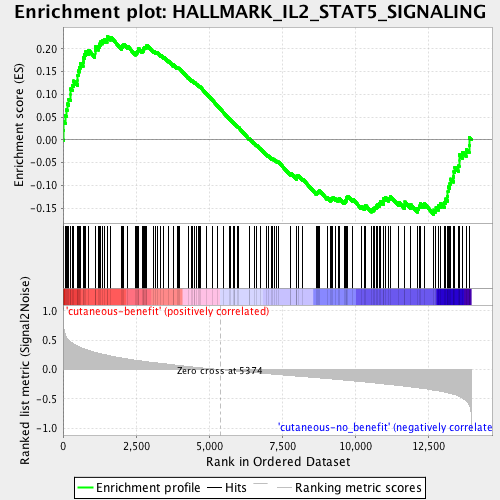 Enrichment plot: HALLMARK_IL2_STAT5_SIGNALING
Enrichment score (ES)
0.20
0.15
0.10
0.05
0.00
-0.05
-0.10
-0.15
'cutaneous-benefit' (positively correlated)
Ranked list metric (Signal2Noise)
1.0
0.5
0.0
-0.5
-1.0
Zero cross at 5374
'cutaneous-no_benefit' (negatively correlate
0
2,500
5,000
7,500
10,000
12,500
Rank in Ordered Dataset
Enrichment profile
Hits
Ranking metric scores